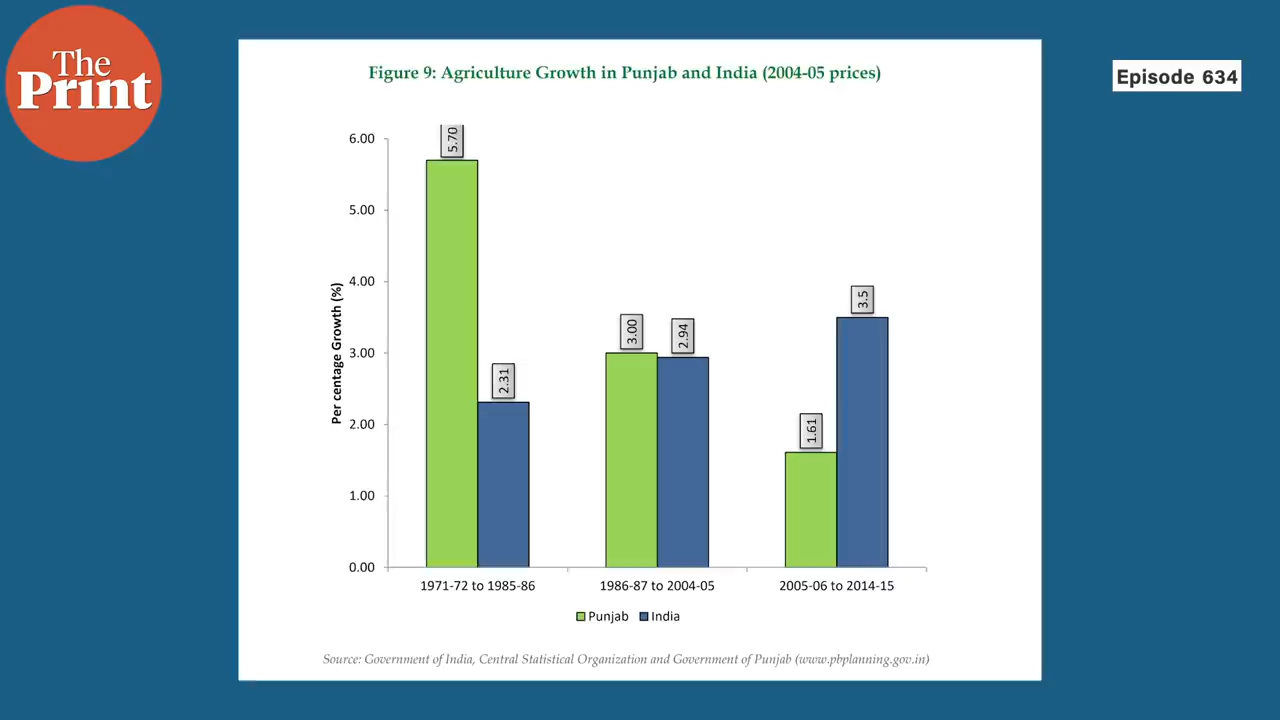 The
Print
Episode 634
Figure 9: Agriculture Growth in Punjab and India (2004-05 prices)
Per centage Growth (%)
6.00
5.00
4.00
3.00
2.00
1.00
0.00
5.70
2.31
3.00
2.94
1.61
3.5
1971-72 to 1985-86
1986-87 to 2004-05
2005-06 to 2014-15
Punjab
India
Source: Government of India, Central Statistical Organization and Government of Punjab (www.pbplanning.gov.in)